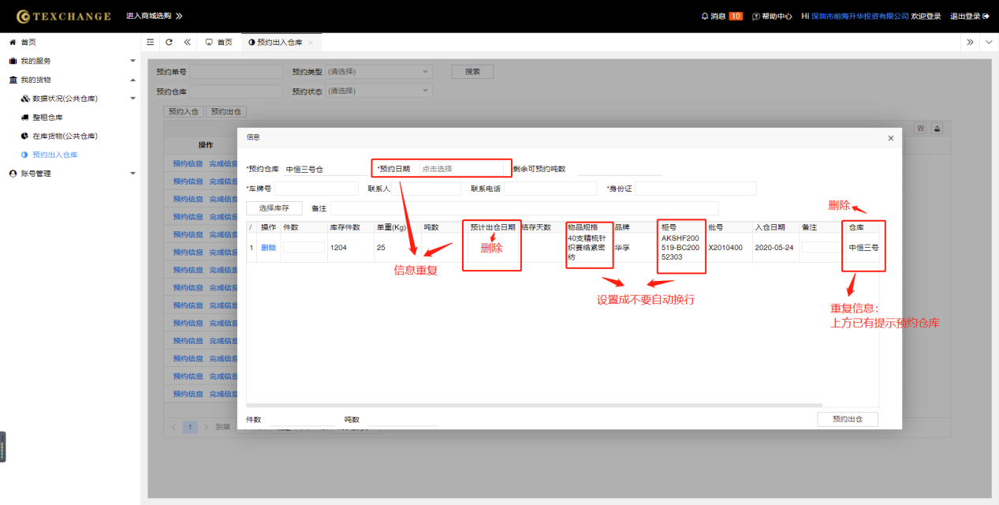 TEXCHANGE 进入商城选购 消息 10 帮助中心 Hi 深圳市前海升华投资有限公司 欢迎登录 退出登录
首页
我的服务
我的货物
数据状况(公共仓库)
整租仓库
在库货物(公共仓库)
预约出入仓库
账号管理
首页 预约出入仓库
预约单号 预约类型 (请选择) 搜索
预约仓库 预约状态 (请选择)
预约入仓 预约出仓
操作
预约信息 完成信息
预约信息 完成信息
预约信息 完成信息
预约信息 完成信息
预约信息 完成信息
预约信息 完成信息
预约信息 完成信息
预约信息 完成信息
预约信息 完成信息
预约信息 完成信息
预约信息 完成信息
预约信息 完成信息
预约信息 完成信息
预约信息 完成信息
1 到第
信息
*预约仓库 中恒三号仓 *预约日期 点击选择 剩余可预约吨数
*车牌号 联系人 联系电话 *身份证
选择库存 备注
删除
/ 操作 件数 库存件数 单重(Kg) 吨数 预计出仓日期 结存天数 物品规格 品牌 柜号 批号 入仓日期 备注 仓库
1 删除 1204 25 40支精梳针织赛络紧密纺 华孚 AKSHF200519-BC20052303 X2010400 2020-05-24 中恒三号
删除
信息重复
设置成不要自动换行
重复信息：
上方已有提示预约仓库
件数 吨数 预约出仓